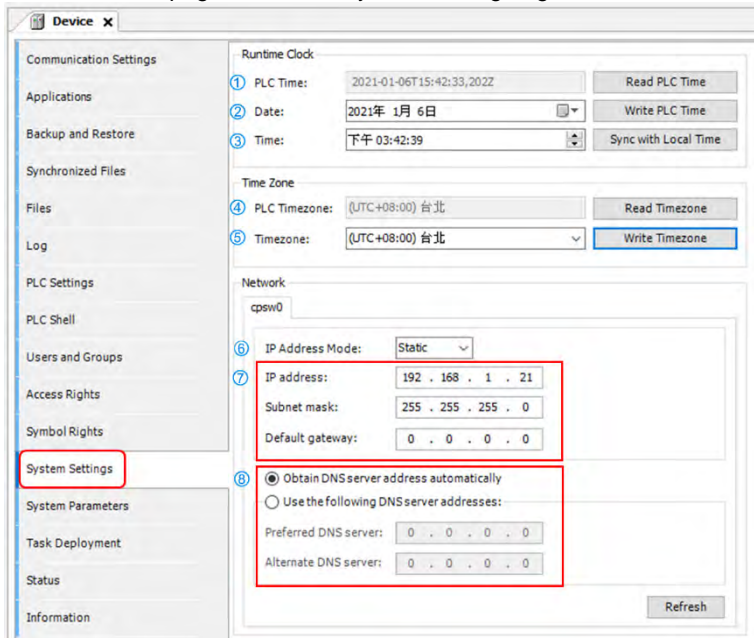 Device X
Communication Settings
Applications
Backup and Restore
Synchronized Files
Files
Log
PLC Settings
PLC Shell
Users and Groups
Access Rights
Symbol Rights
System Settings
System Parameters
Task Deployment
Status
Information
Runtime Clock
① PLC Time: 2021-01-06T15:42:33,202Z Read PLC Time
② Date: 2021年 1月 6日 Write PLC Time
③ Time: 下午 03:42:39 Sync with Local Time
Time Zone
④ PLC Timezone: (UTC+08:00) 台北 Read Timezone
⑤ Timezone: (UTC+08:00) 台北 Write Timezone
Network
cpsw0
⑥ IP Address Mode: Static
⑦ IP address: 192 . 168 . 1 . 21
Subnet mask: 255 . 255 . 255 . 0
Default gateway: 0 . 0 . 0 . 0
⑧ Obtain DNS server address automatically
Use the following DNS server addresses:
Preferred DNS server: 0 . 0 . 0 . 0
Alternate DNS server: 0 . 0 . 0 . 0
Refresh